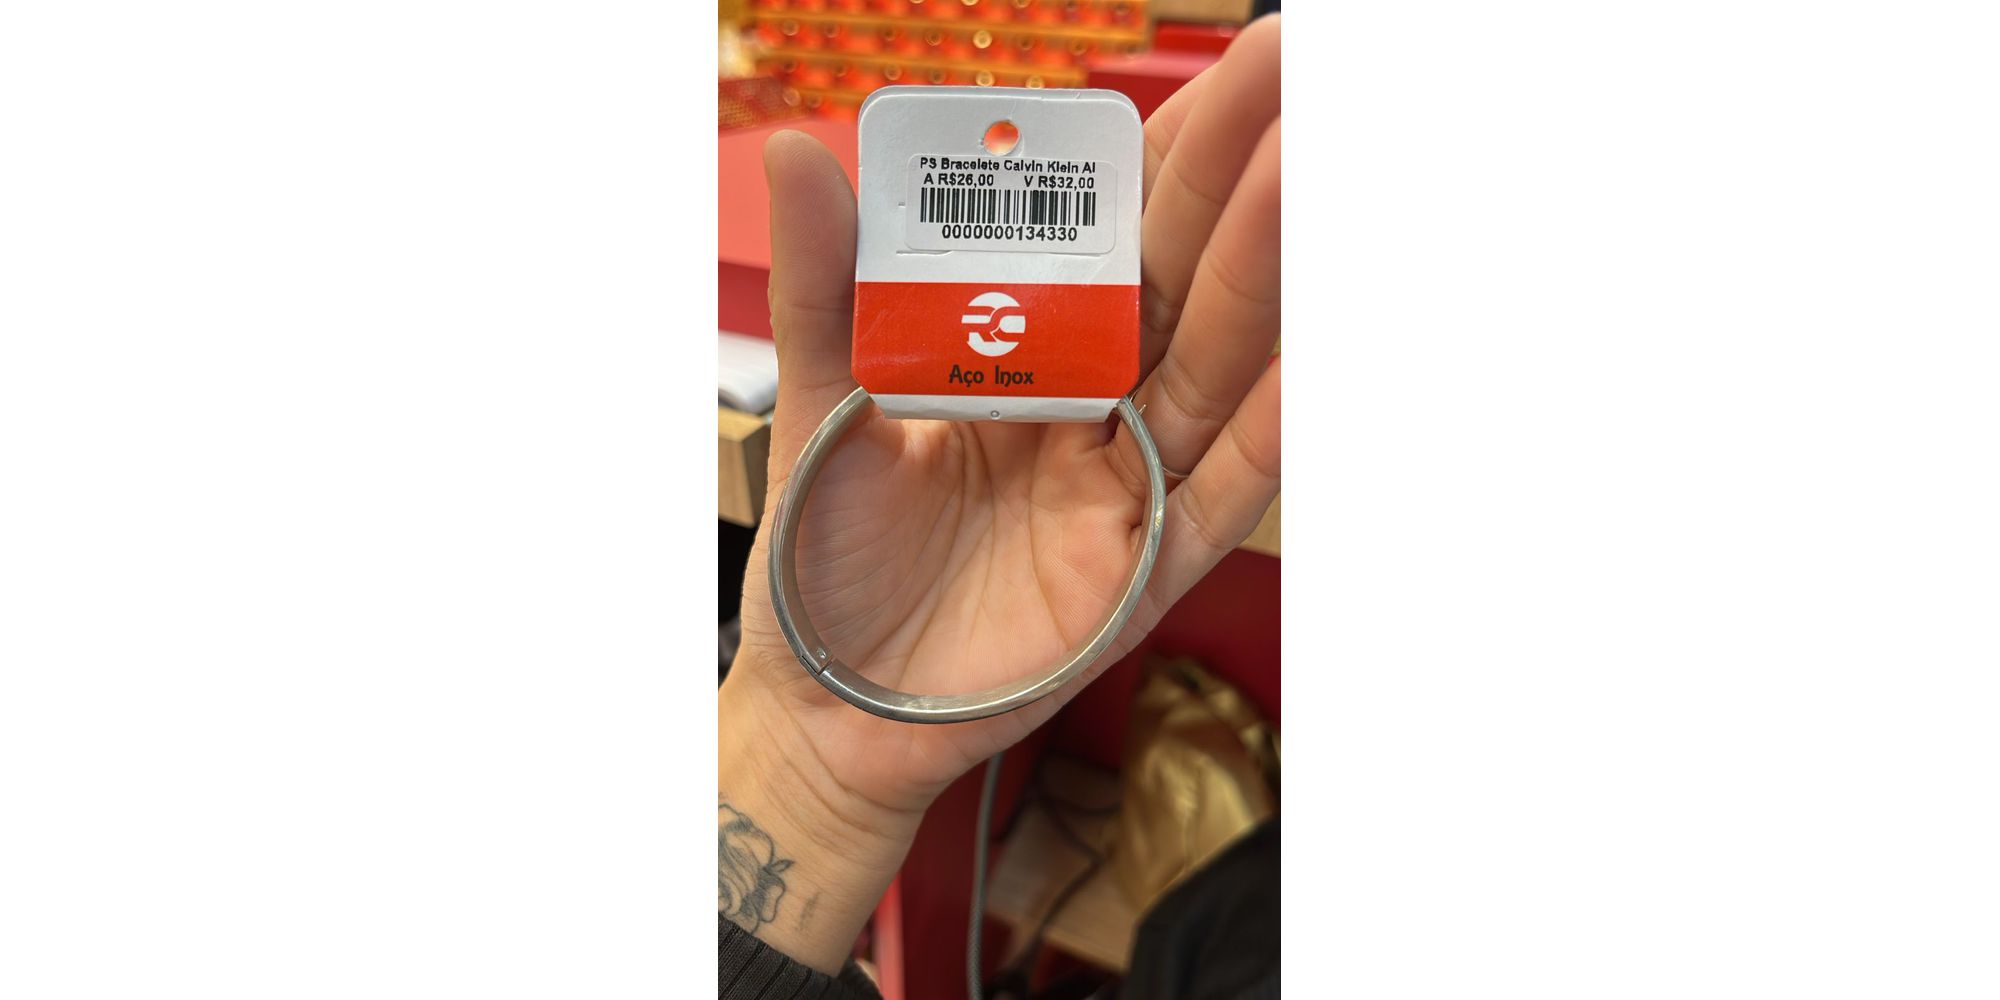 PS Bracelete Calvin Klein Al
A R$26,00 V R$32,00
0000000134330
RC
Aço Inox